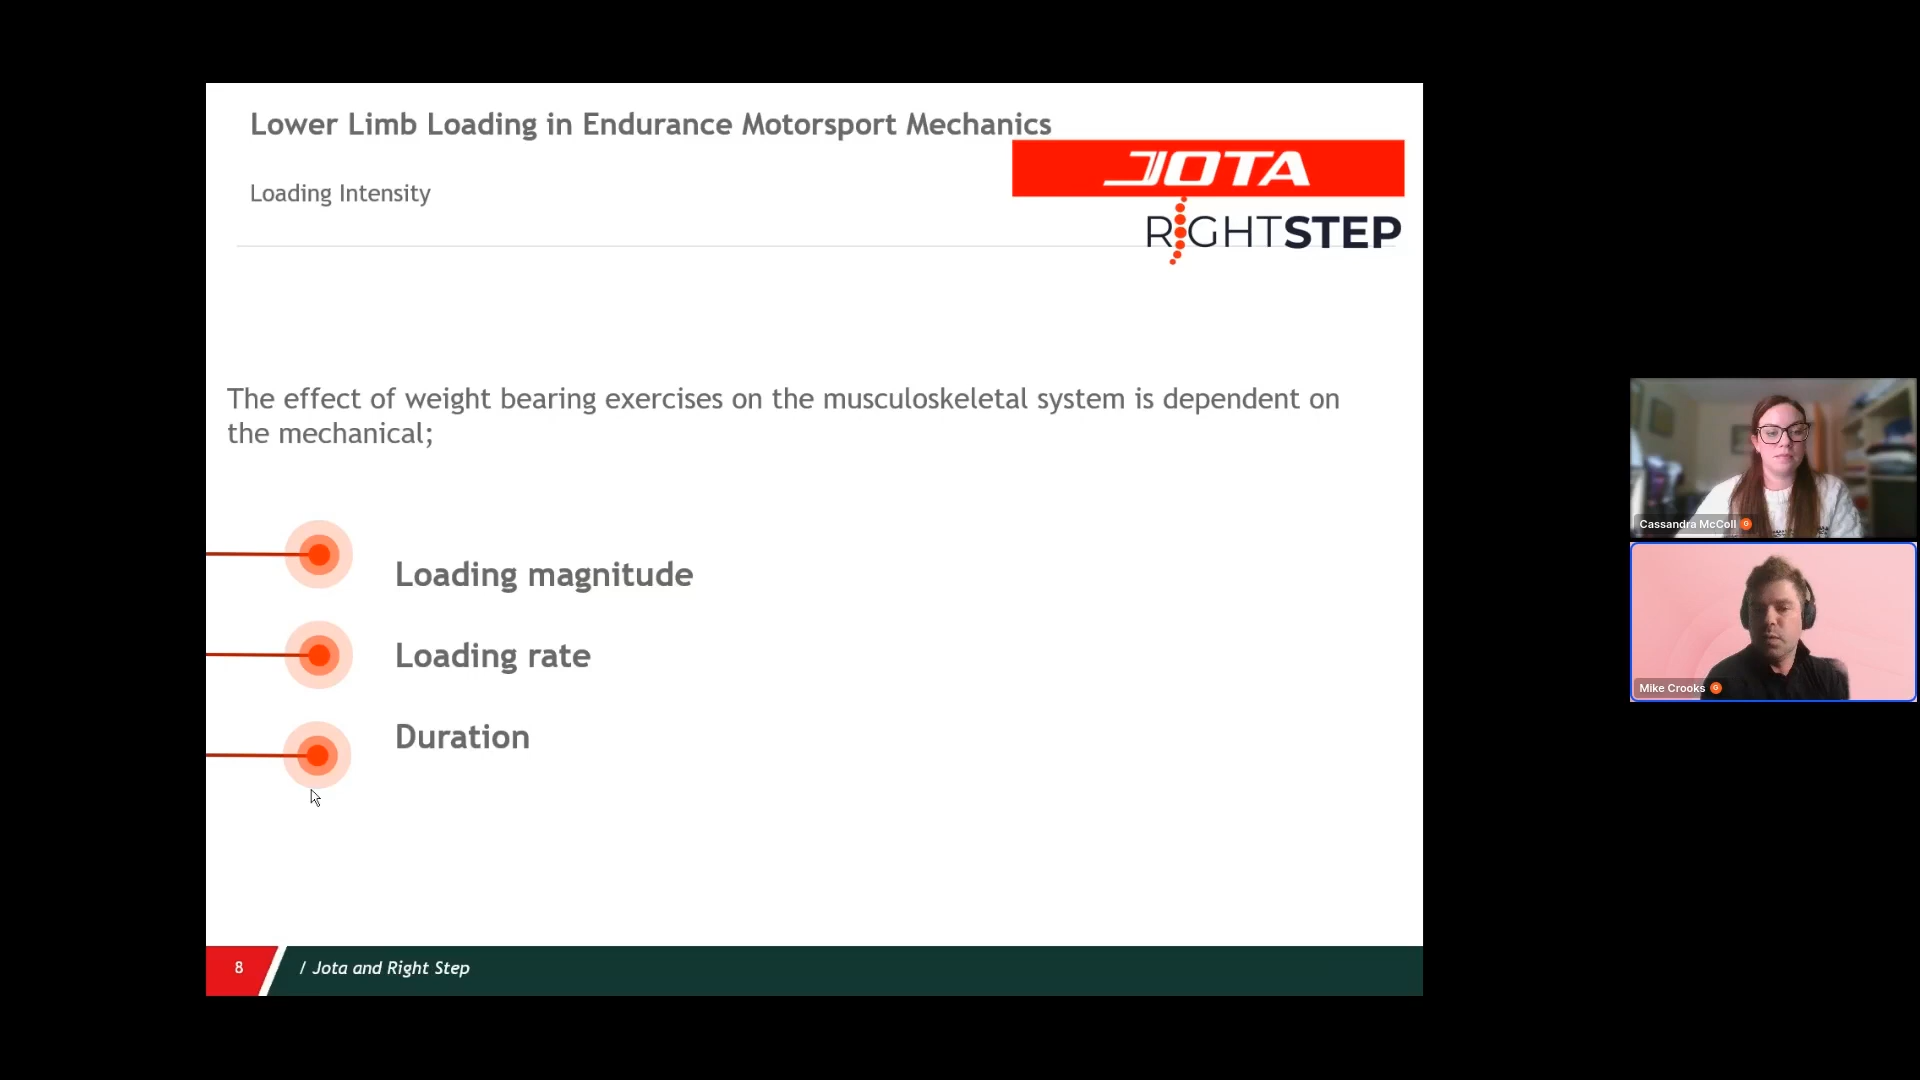 Lower Limb Loading in Endurance Motorsport Mechanics
JOTA
Loading Intensity
RIGHTSTEP
The effect of weight bearing exercises on the musculoskeletal system is dependent on
the mechanical;
Loading magnitude
Loading rate
Duration
8
/ Jota and Right Step
Cassandra McColl
Mike Crooks